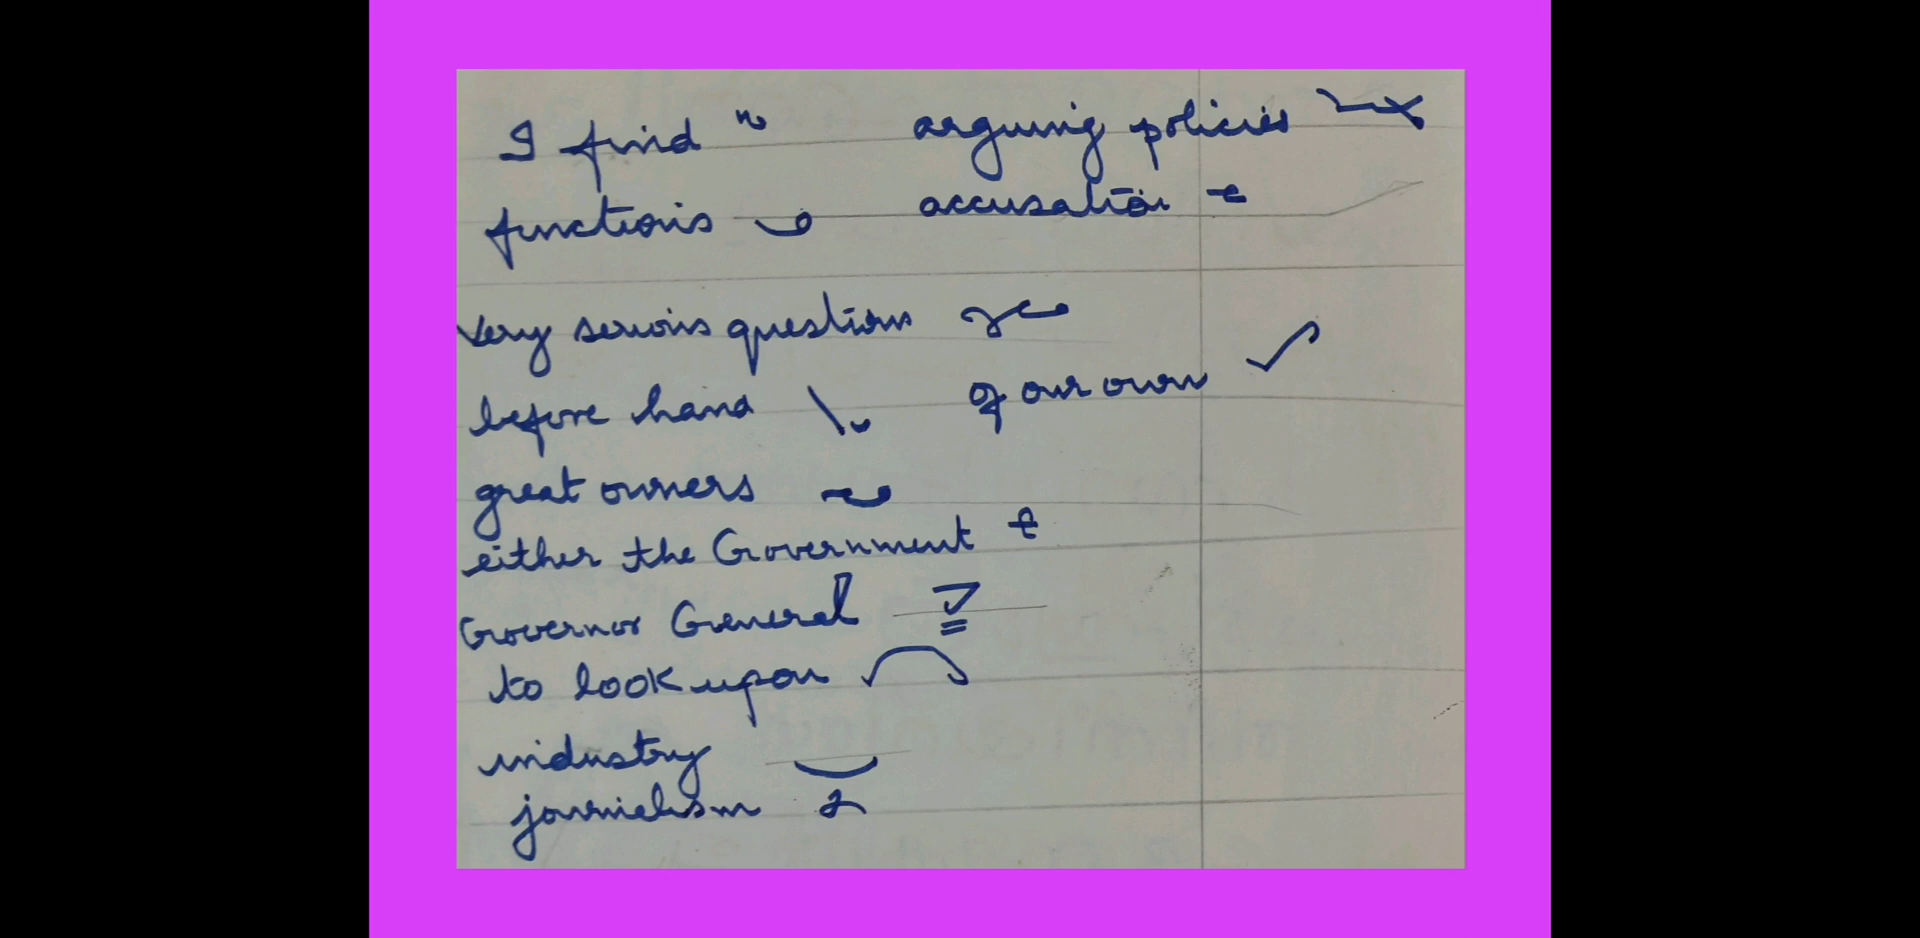 I find arguing policies
functions accusation
Very serious questions
before hand of our own
great owners
either the Government
Governor General
to look upon
industry
journalism